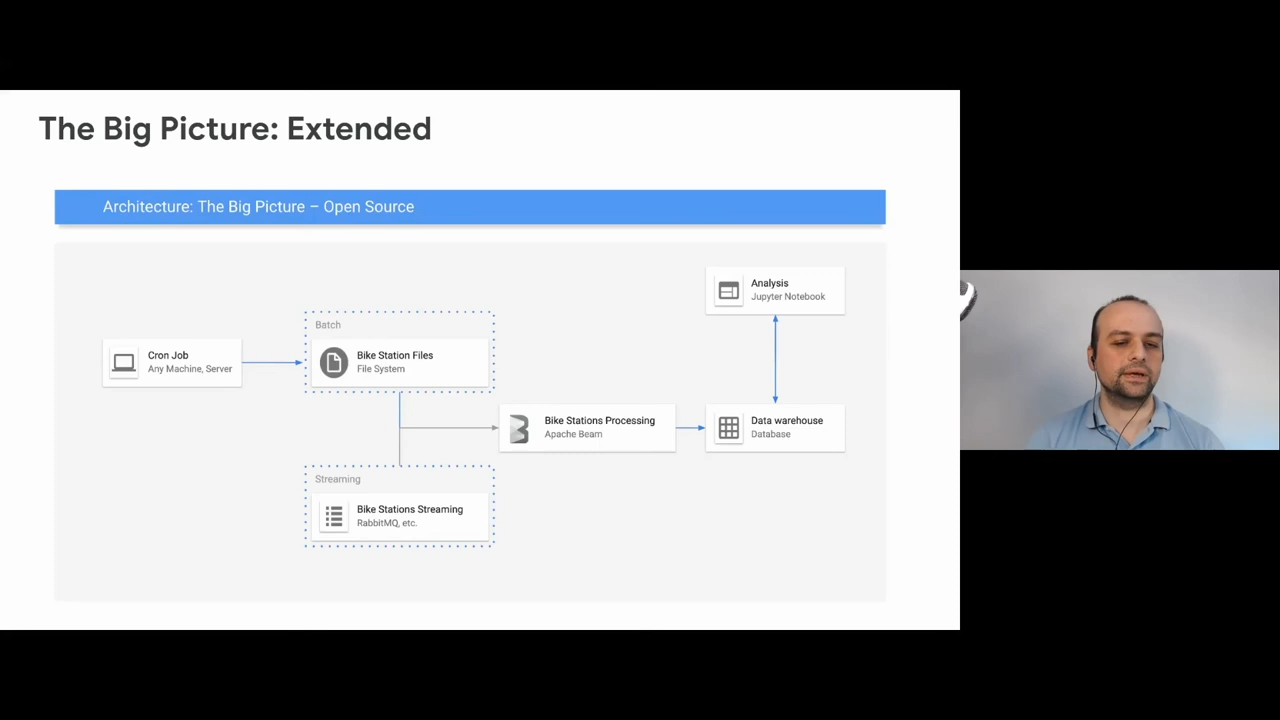 The Big Picture: Extended
Architecture: The Big Picture – Open Source
Analysis
Jupyter Notebook
Batch
Cron Job
Any Machine, Server
Bike Station Files
File System
Bike Stations Processing
Apache Beam
Data warehouse
Database
Streaming
Bike Stations Streaming
RabbitMQ, etc.